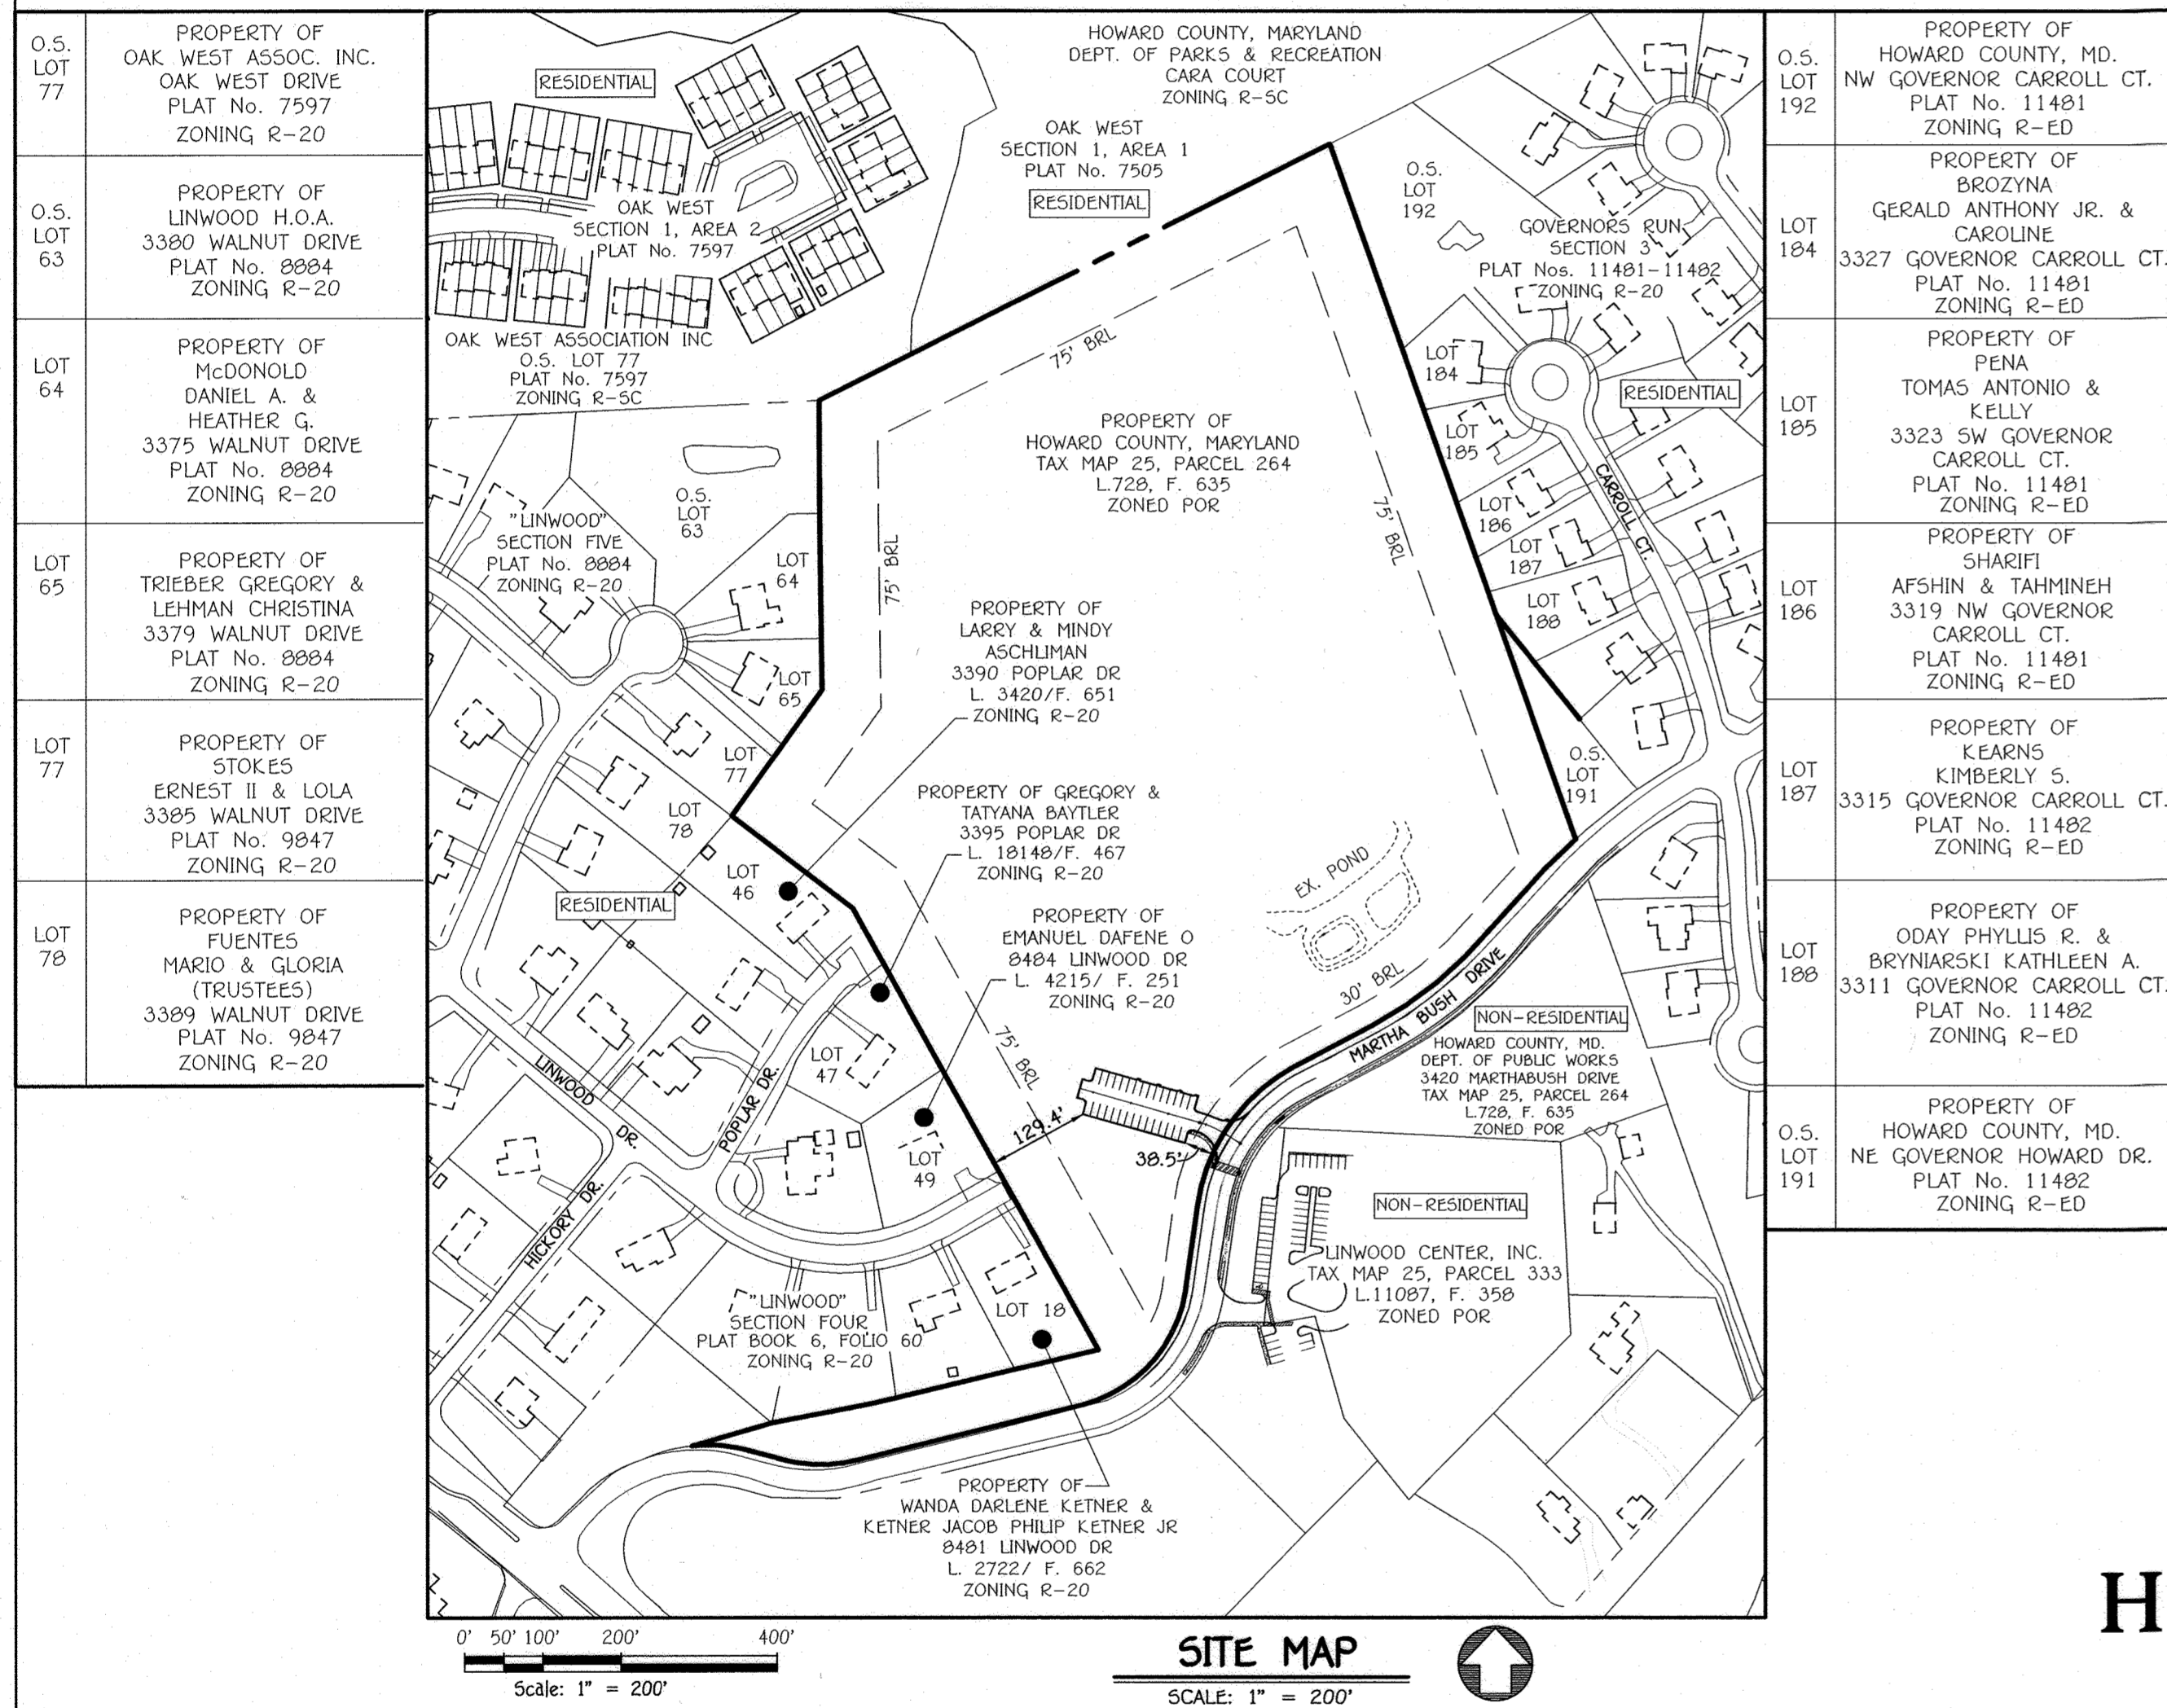 O.S.
LOT
77
PROPERTY OF
OAK WEST ASSOC. INC.
OAK WEST DRIVE
PLAT No. 7597
ZONING R-20
O.S.
LOT
63
PROPERTY OF
LINWOOD H.O.A.
3380 WALNUT DRIVE
PLAT No. 8884
ZONING R-20
LOT
64
PROPERTY OF
McDONOLD
DANIEL A. &
HEATHER G.
3375 WALNUT DRIVE
PLAT No. 8884
ZONING R-20
LOT
65
PROPERTY OF
TRIEBER GREGORY &
LEHMAN CHRISTINA
3379 WALNUT DRIVE
PLAT No. 8884
ZONING R-20
LOT
77
PROPERTY OF
STOKES
ERNEST II & LOLA
3385 WALNUT DRIVE
PLAT No. 9847
ZONING R-20
LOT
78
PROPERTY OF
FUENTES
MARIO & GLORIA
(TRUSTEES)
3389 WALNUT DRIVE
PLAT No. 9847
ZONING R-20
RESIDENTIAL
HOWARD COUNTY, MARYLAND
DEPT. OF PARKS & RECREATION
CARA COURT
ZONING R-SC
OAK WEST
SECTION 1, AREA 1
PLAT No. 7505
RESIDENTIAL
OAK WEST
SECTION 1, AREA 2
PLAT No. 7597
OAK WEST ASSOCIATION INC
O.S. LOT 77
PLAT No. 7597
ZONING R-SC
O.S.
LOT
192
GOVERNORS RUN
SECTION 3
PLAT Nos. 11481-11482
ZONING R-20
LOT
184
RESIDENTIAL
LOT
185
LOT
186
LOT
187
LOT
188
CARROLL CT.
75' BRL
75' BRL
75' BRL
PROPERTY OF
HOWARD COUNTY, MARYLAND
TAX MAP 25, PARCEL 264
L.728, F. 635
ZONED POR
O.S.
LOT
63
"LINWOOD"
SECTION FIVE
PLAT No. 8884
ZONING R-20
LOT
64
LOT
65
LOT
77
LOT
78
LOT
46
RESIDENTIAL
PROPERTY OF
LARRY & MINDY
ASCHLIMAN
3390 POPLAR DR
L. 3420/F. 651
ZONING R-20
PROPERTY OF GREGORY &
TATYANA BAYTLER
3395 POPLAR DR
L. 18148/F. 467
ZONING R-20
PROPERTY OF
EMANUEL DAFENE O
8484 LINWOOD DR
L. 4215/ F. 251
ZONING R-20
O.S.
LOT
191
EX. POND
30' BRL
MARTHA BUSH DRIVE
75' BRL
129.4'
38.5'
LOT
47
LOT
49
LINWOOD
DR.
POPLAR DR.
HICKORY DR.
NON-RESIDENTIAL
HOWARD COUNTY, MD.
DEPT. OF PUBLIC WORKS
3420 MARTHABUSH DRIVE
TAX MAP 25, PARCEL 264
L.728, F. 635
ZONED POR
NON-RESIDENTIAL
LINWOOD CENTER, INC.
TAX MAP 25, PARCEL 333
L.11087, F. 358
ZONED POR
LOT 18
"LINWOOD"
SECTION FOUR
PLAT BOOK 6, FOLIO 60
ZONING R-20
PROPERTY OF
WANDA DARLENE KETNER &
KETNER JACOB PHILIP KETNER JR
8481 LINWOOD DR
L. 2722/ F. 662
ZONING R-20
O.S.
LOT
192
PROPERTY OF
HOWARD COUNTY, MD.
NW GOVERNOR CARROLL CT.
PLAT No. 11481
ZONING R-ED
LOT
184
PROPERTY OF
BROZYNA
GERALD ANTHONY JR. &
CAROLINE
3327 GOVERNOR CARROLL CT.
PLAT No. 11481
ZONING R-ED
LOT
185
PROPERTY OF
PENA
TOMAS ANTONIO &
KELLY
3323 SW GOVERNOR
CARROLL CT.
PLAT No. 11481
ZONING R-ED
LOT
186
PROPERTY OF
SHARIFI
AFSHIN & TAHMINEH
3319 NW GOVERNOR
CARROLL CT.
PLAT No. 11481
ZONING R-ED
LOT
187
PROPERTY OF
KEARNS
KIMBERLY S.
3315 GOVERNOR CARROLL CT.
PLAT No. 11482
ZONING R-ED
LOT
188
PROPERTY OF
ODAY PHYLLIS R. &
BRYNIARSKI KATHLEEN A.
3311 GOVERNOR CARROLL CT.
PLAT No. 11482
ZONING R-ED
O.S.
LOT
191
PROPERTY OF
HOWARD COUNTY, MD.
NE GOVERNOR HOWARD DR.
PLAT No. 11482
ZONING R-ED
H
0' 50' 100' 200' 400'
Scale: 1" = 200'
SITE MAP
SCALE: 1" = 200'